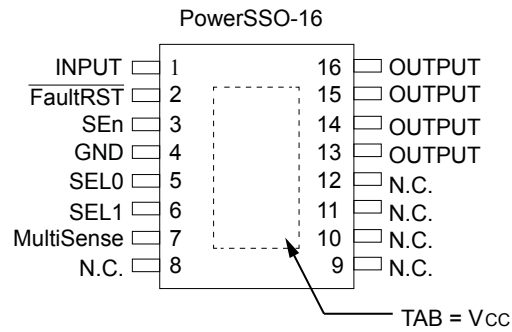 PowerSSO-16
INPUT 1 16 OUTPUT
FaultRST 2 15 OUTPUT
SEn 3 14 OUTPUT
GND 4 13 OUTPUT
SEL0 5 12 N.C.
SEL1 6 11 N.C.
MultiSense 7 10 N.C.
N.C. 8 9 N.C.
TAB = VCC